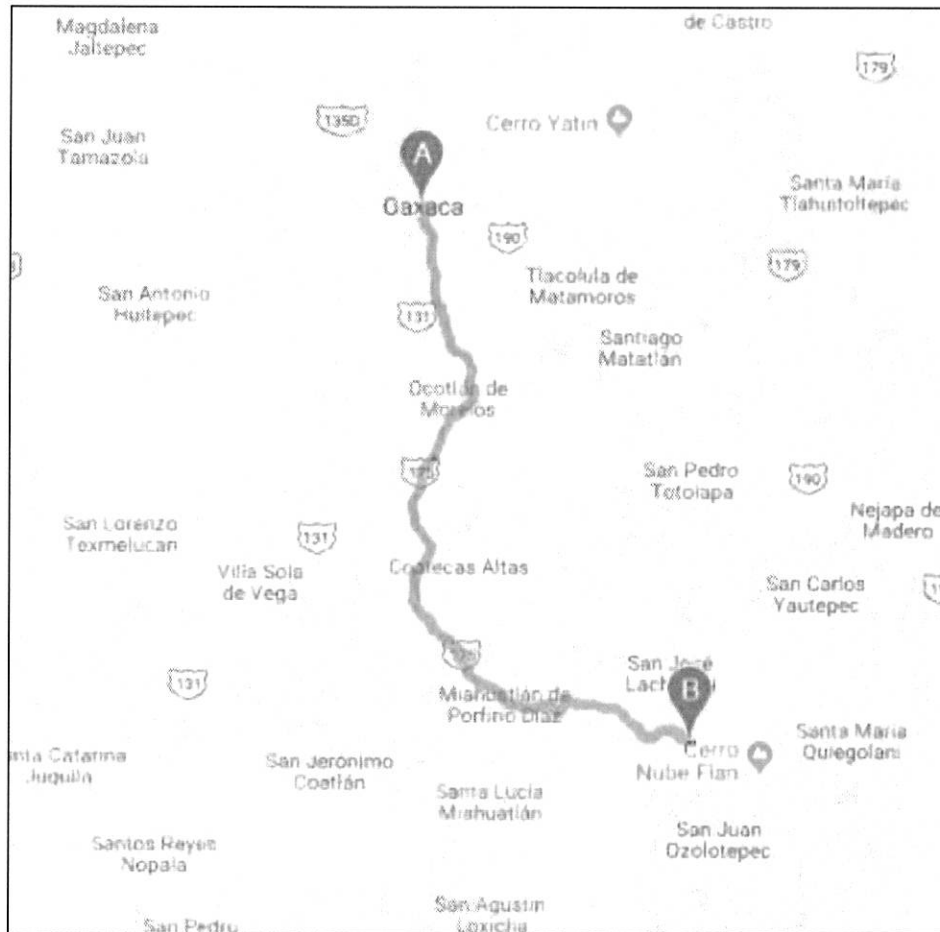 Magdalena
Jaltepec
de Castro
179
135D
Cerro Yatin
San Juan
Tamazola
A
Santa María
Tlahuitoltepec
Oaxaca
190
179
Tlacolula de
Matamoros
San Antonio
Huitepec
131
Santiago
Matatlán
Ocotlán de
Morelos
175
San Pedro
Totolapa
190
Nejapa de
Madero
San Lorenzo
Texmelucan
131
Villa Sola
de Vega
Coatecas Altas
San Carlos
Yautepec
San José
131
B
Miahuatlán de
Porfirio Díaz
Santa María
Quiegolani
Cerro
Nube Flan
nta Catarina
Juquila
San Jerónimo
Coatlán
Santa Lucía
Miahuatlán
San Juan
Ozolotepec
Santos Reyes
Nopala
San Agustín
Loxicha
San Pedro